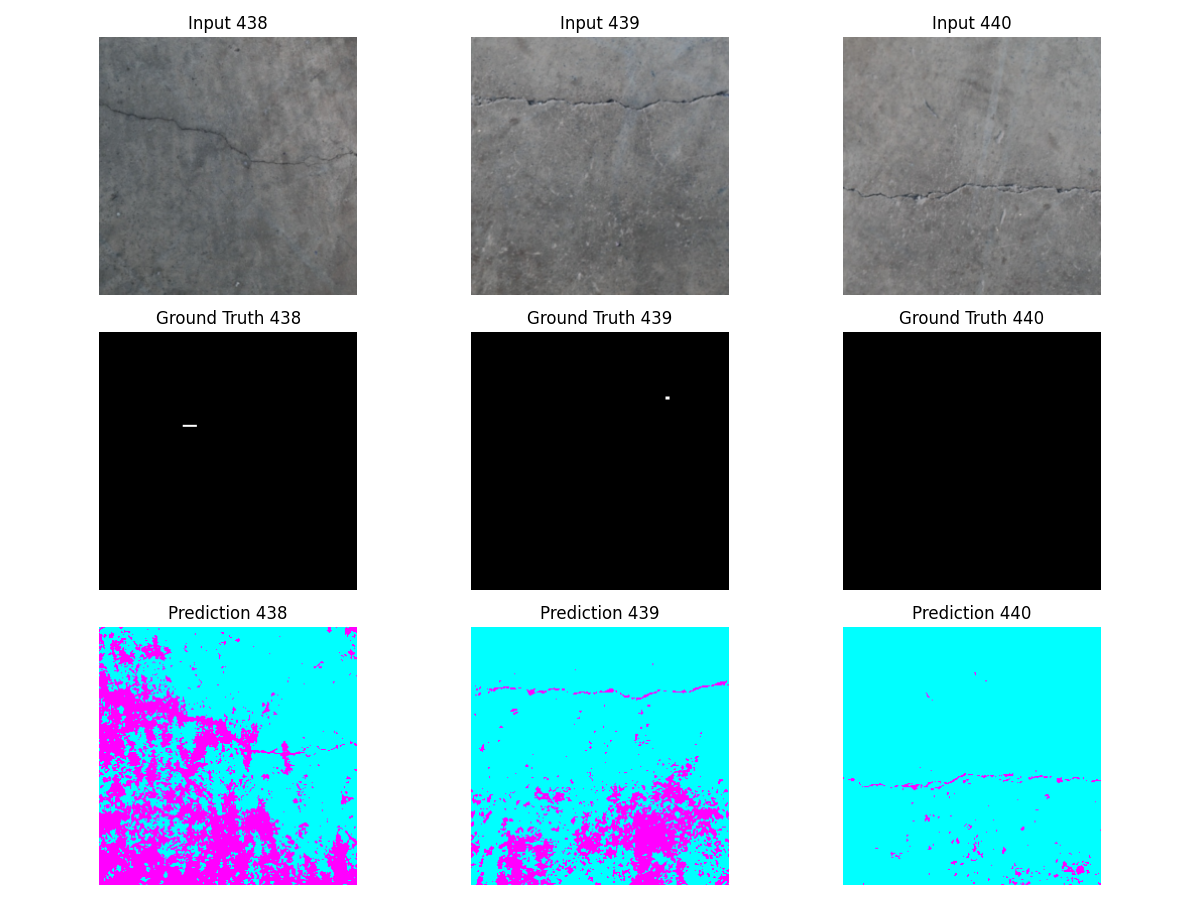 Input 438
Input 439
Input 440
Ground Truth 438
Ground Truth 439
Ground Truth 440
Prediction 438
Prediction 439
Prediction 440